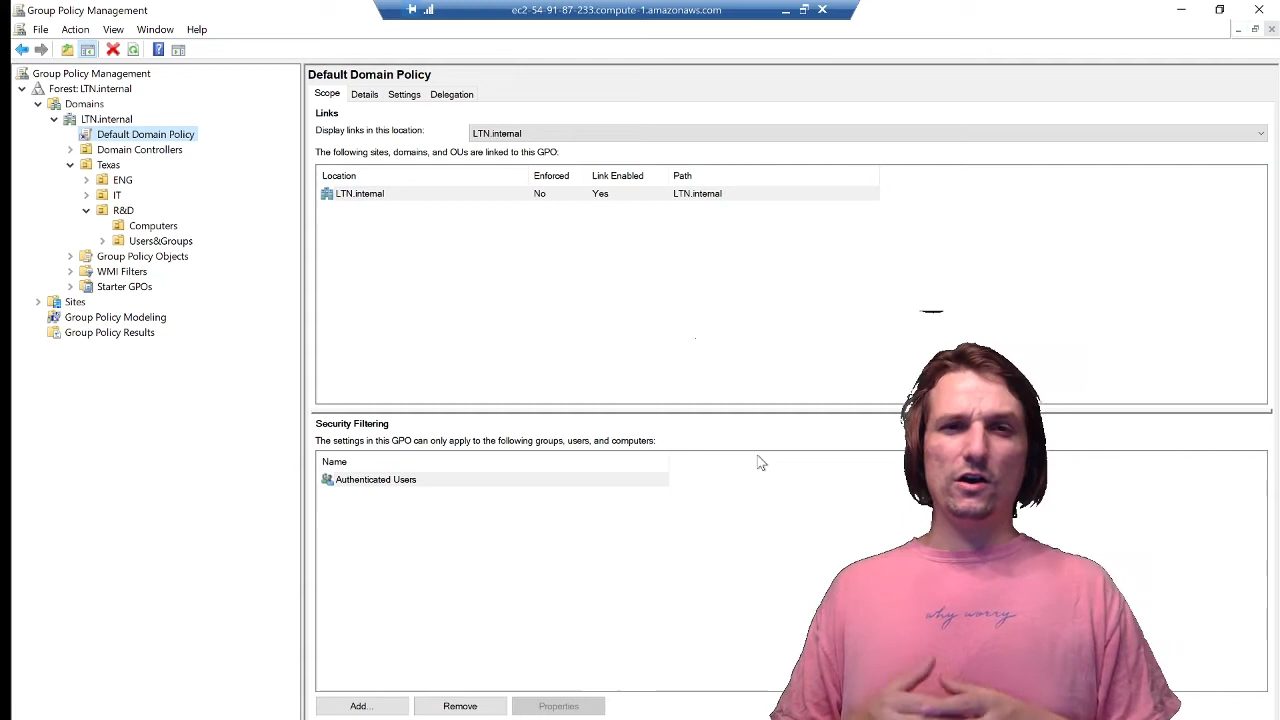 Group Policy Management
ec2-54-91-87-233.compute-1.amazonaws.com
File Action View Window Help
Group Policy Management
Forest: LTN.internal
Domains
LTN.internal
Default Domain Policy
Domain Controllers
Texas
ENG
IT
R&D
Computers
Users&Groups
Group Policy Objects
WMI Filters
Starter GPOs
Sites
Group Policy Modeling
Group Policy Results
Default Domain Policy
Scope Details Settings Delegation
Links
Display links in this location: LTN.internal
The following sites, domains, and OUs are linked to this GPO:
Location Enforced Link Enabled Path
LTN.internal No Yes LTN.internal
Security Filtering
The settings in this GPO can only apply to the following groups, users, and computers:
Name
Authenticated Users
Add... Remove Properties
why worry